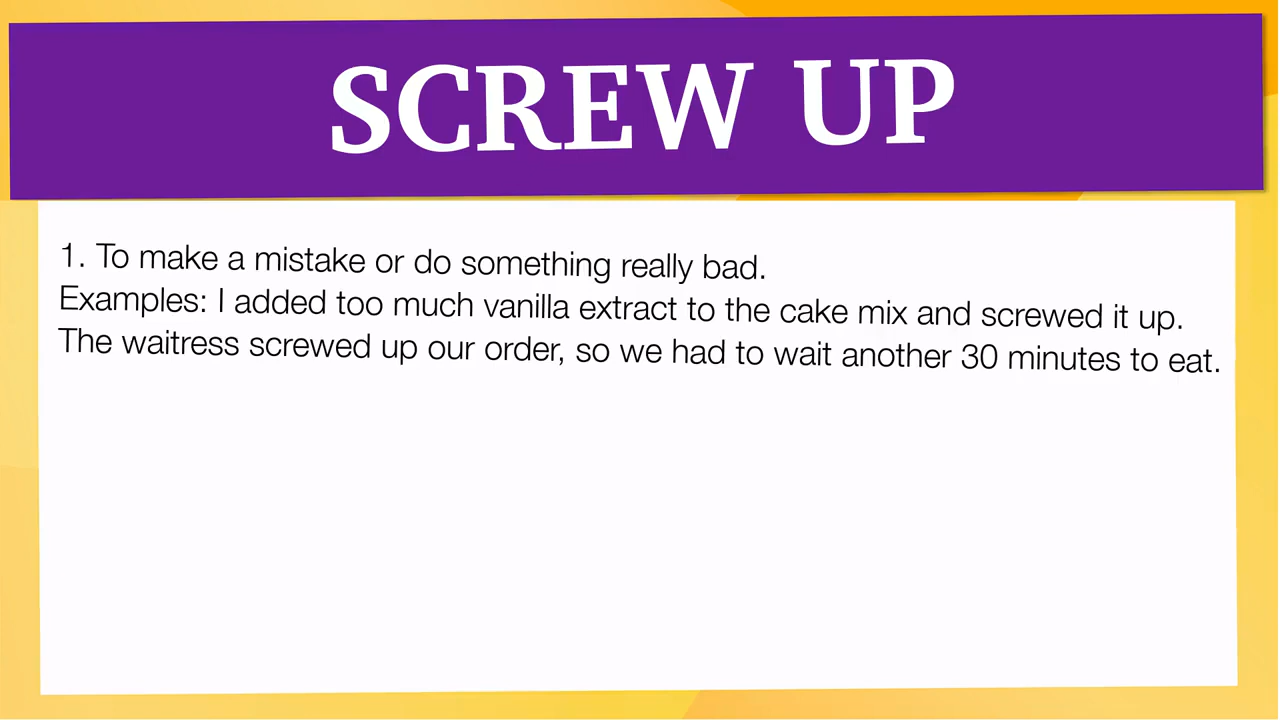 SCREW UP
1. To make a mistake or do something really bad.
Examples: I added too much vanilla extract to the cake mix and screwed it up.
The waitress screwed up our order, so we had to wait another 30 minutes to eat.